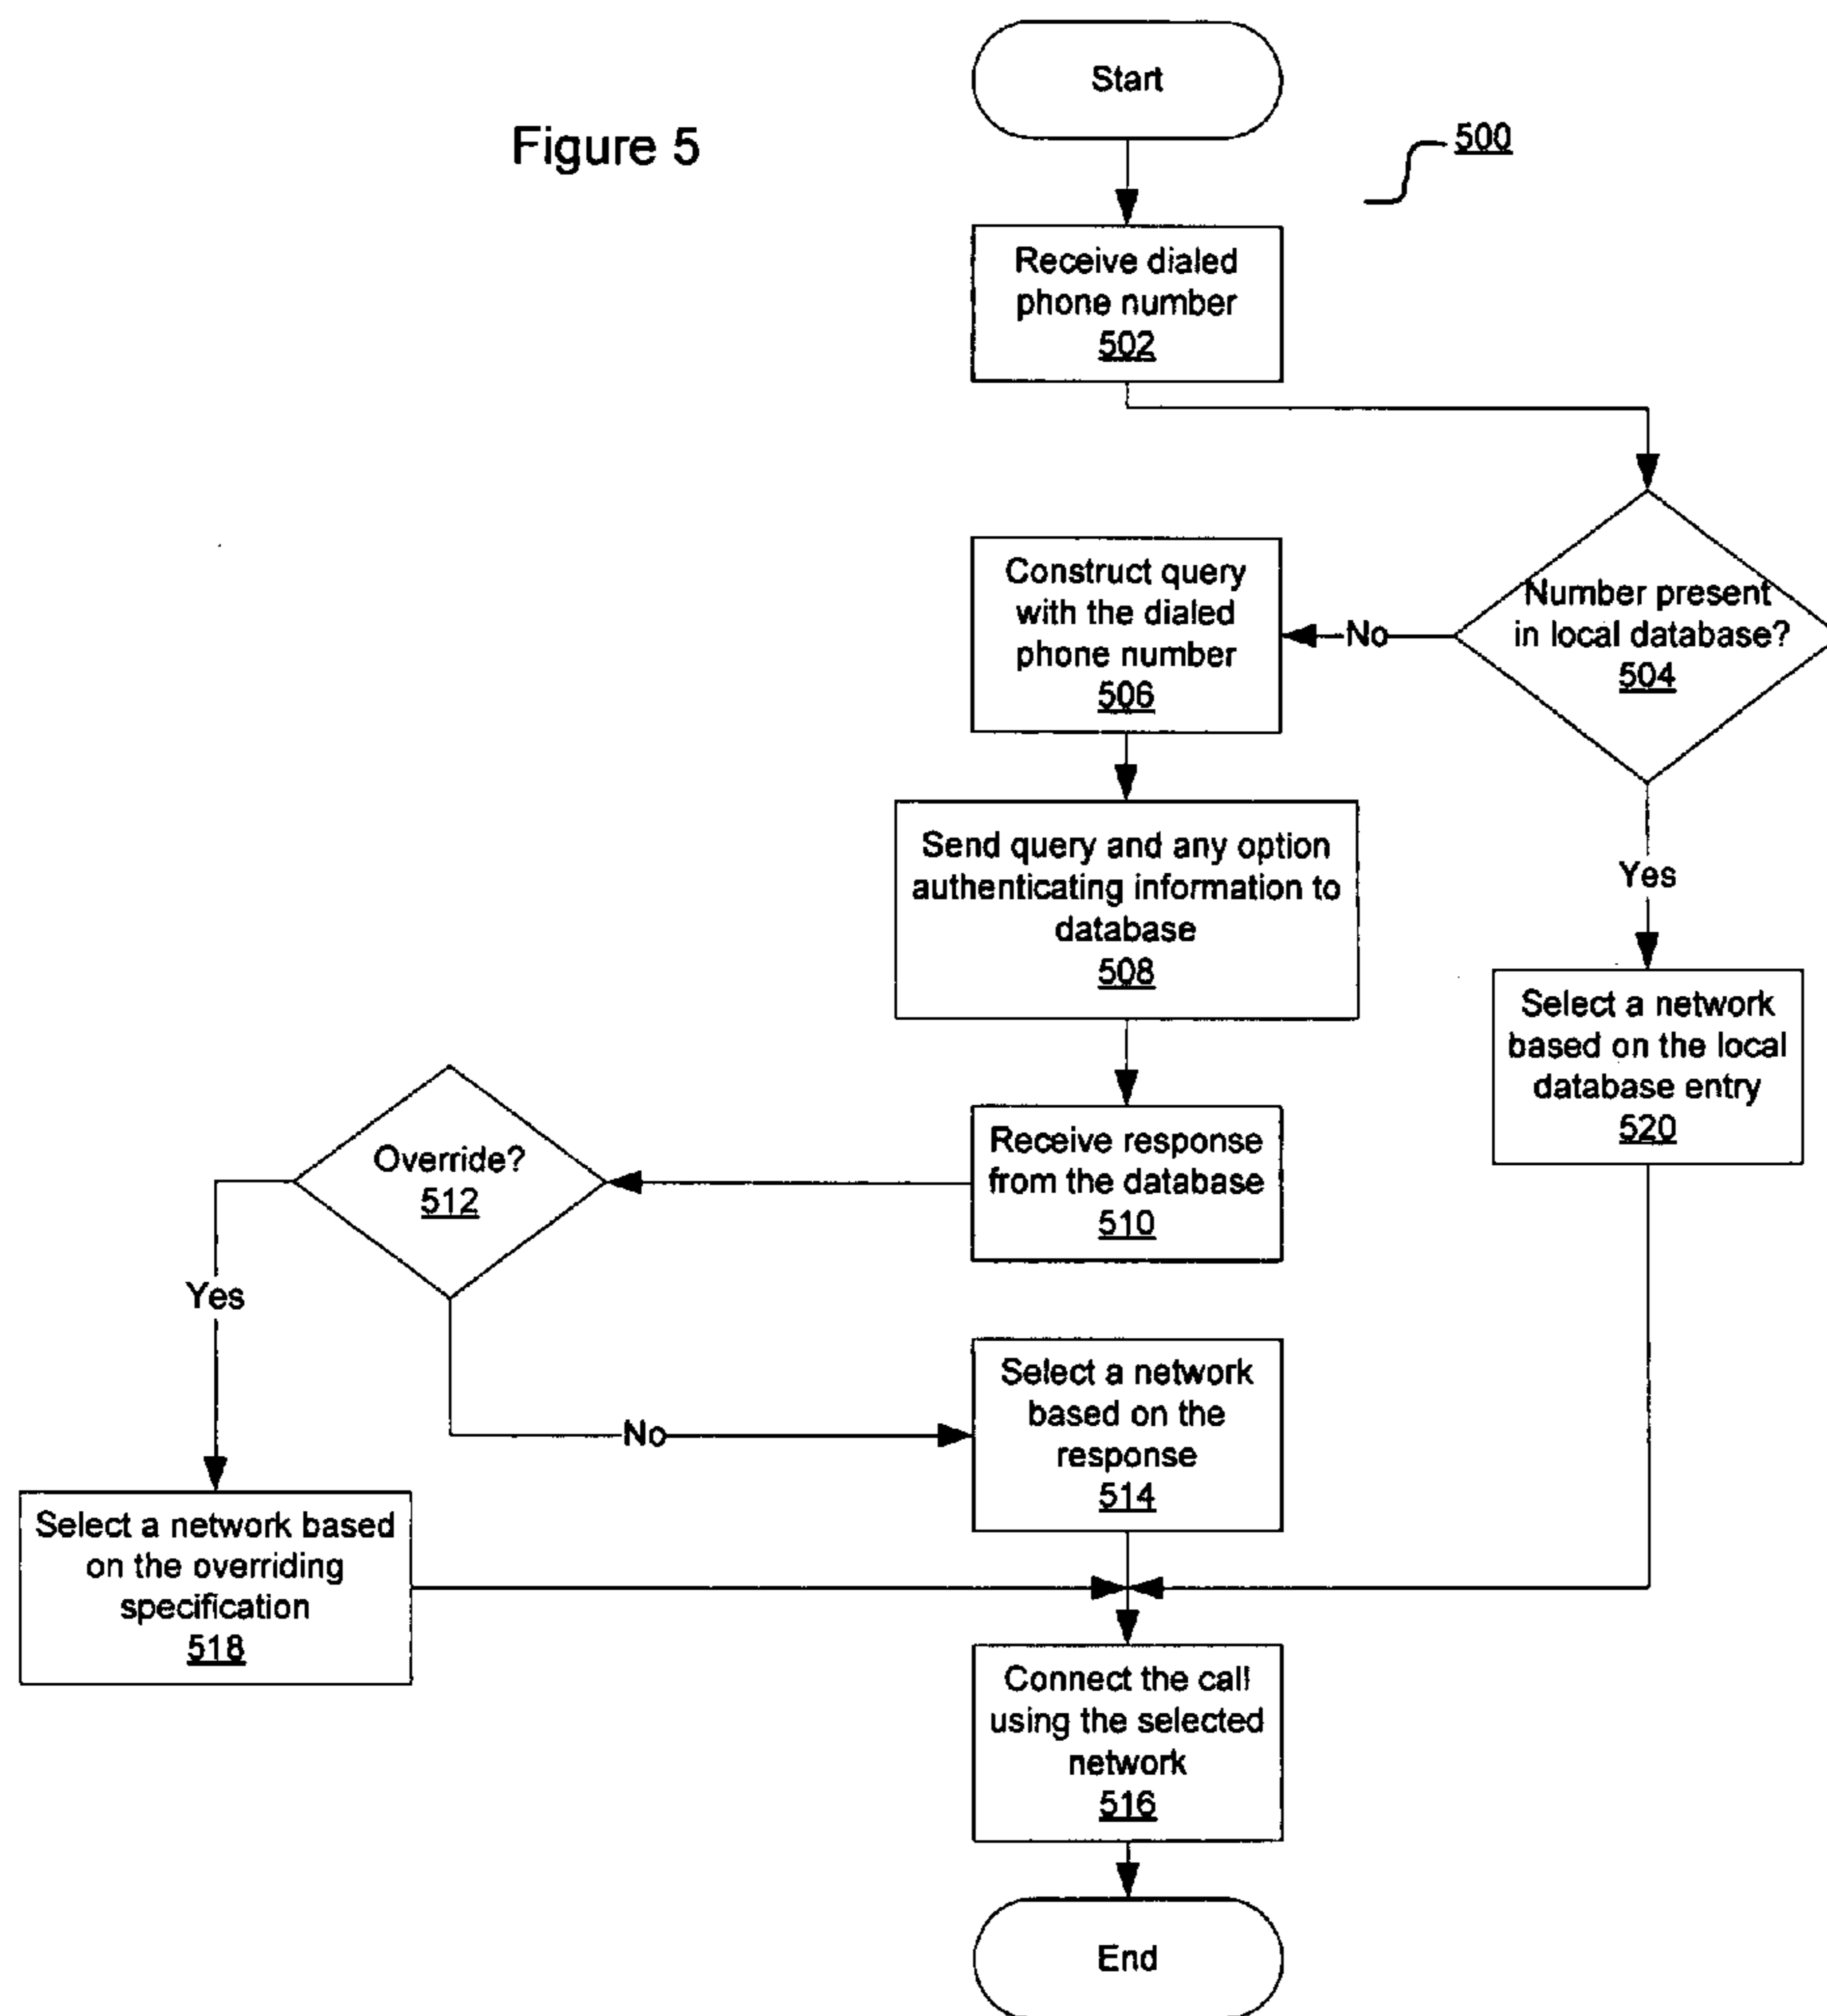 Start
Figure 5
500
Receive dialed
phone number
502
Number present
in local database?
504
No
Construct query
with the dialed
phone number
506
Send query and any option
authenticating information to
database
508
Yes
Select a network
based on the local
database entry
520
Receive response
from the database
510
Override?
512
Yes
No
Select a network
based on the
response
514
Select a network based
on the overriding
specification
518
Connect the call
using the selected
network
516
End